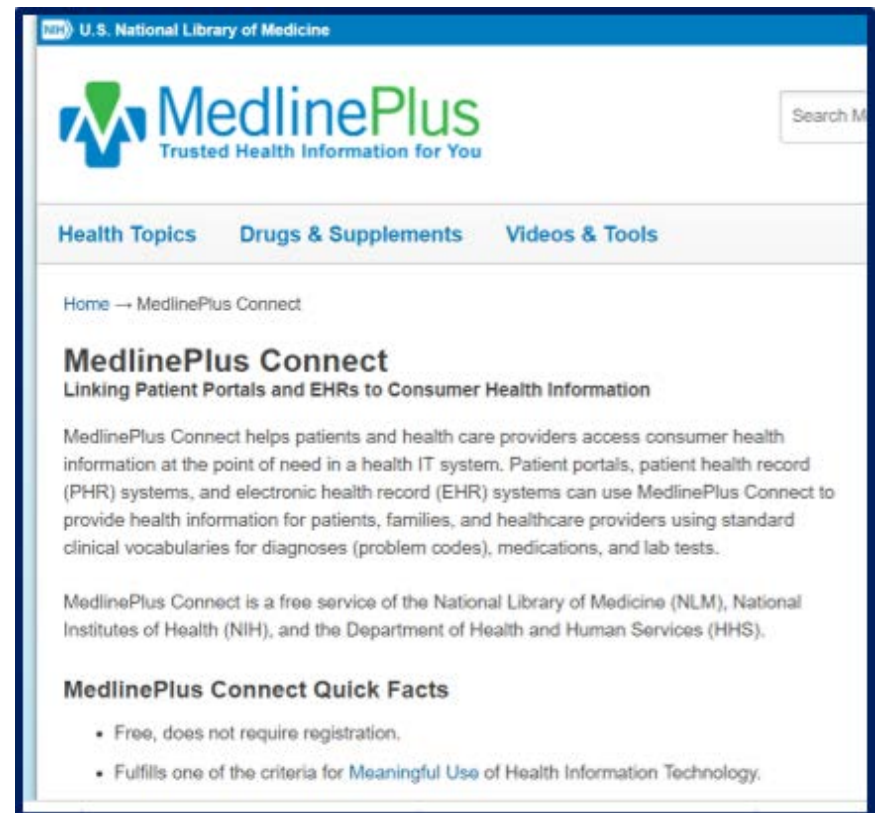 NIH U.S. National Library of Medicine
MedlinePlus
Trusted Health Information for You
Search M
Health Topics Drugs & Supplements Videos & Tools
Home → MedlinePlus Connect
MedlinePlus Connect
Linking Patient Portals and EHRs to Consumer Health Information
MedlinePlus Connect helps patients and health care providers access consumer health
information at the point of need in a health IT system. Patient portals, patient health record
(PHR) systems, and electronic health record (EHR) systems can use MedlinePlus Connect to
provide health information for patients, families, and healthcare providers using standard
clinical vocabularies for diagnoses (problem codes), medications, and lab tests.
MedlinePlus Connect is a free service of the National Library of Medicine (NLM), National
Institutes of Health (NIH), and the Department of Health and Human Services (HHS).
MedlinePlus Connect Quick Facts
• Free, does not require registration.
• Fulfills one of the criteria for Meaningful Use of Health Information Technology.